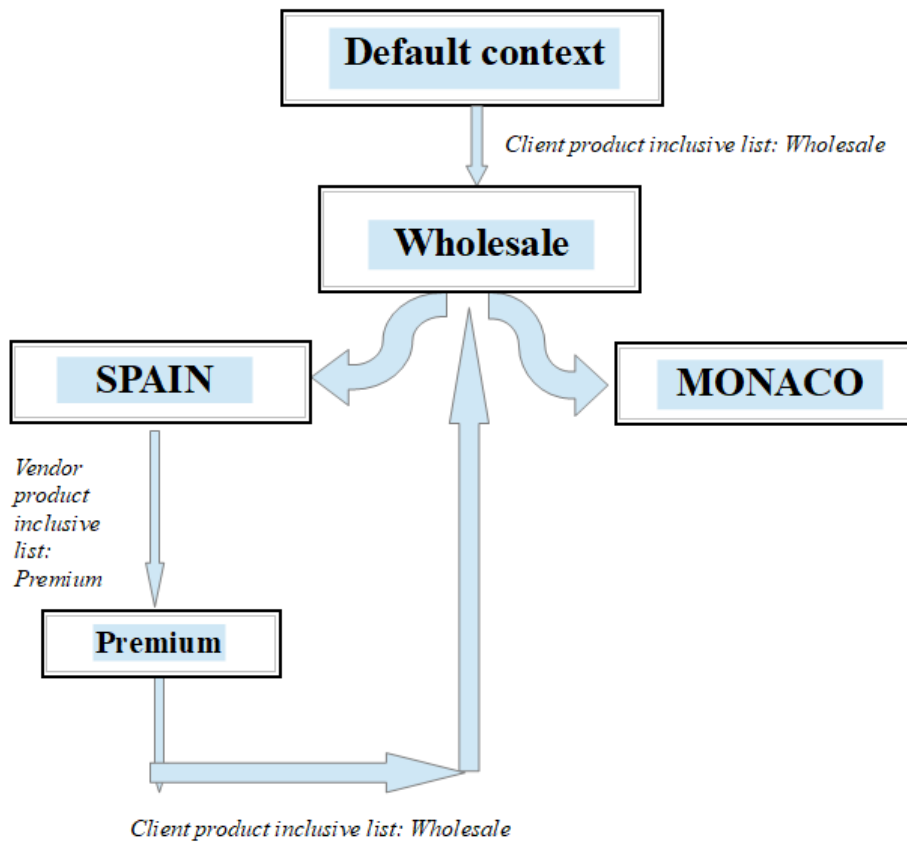 Default context
Client product inclusive list: Wholesale
Wholesale
SPAIN
MONACO
Vendor
product
inclusive
list:
Premium
Premium
Client product inclusive list: Wholesale